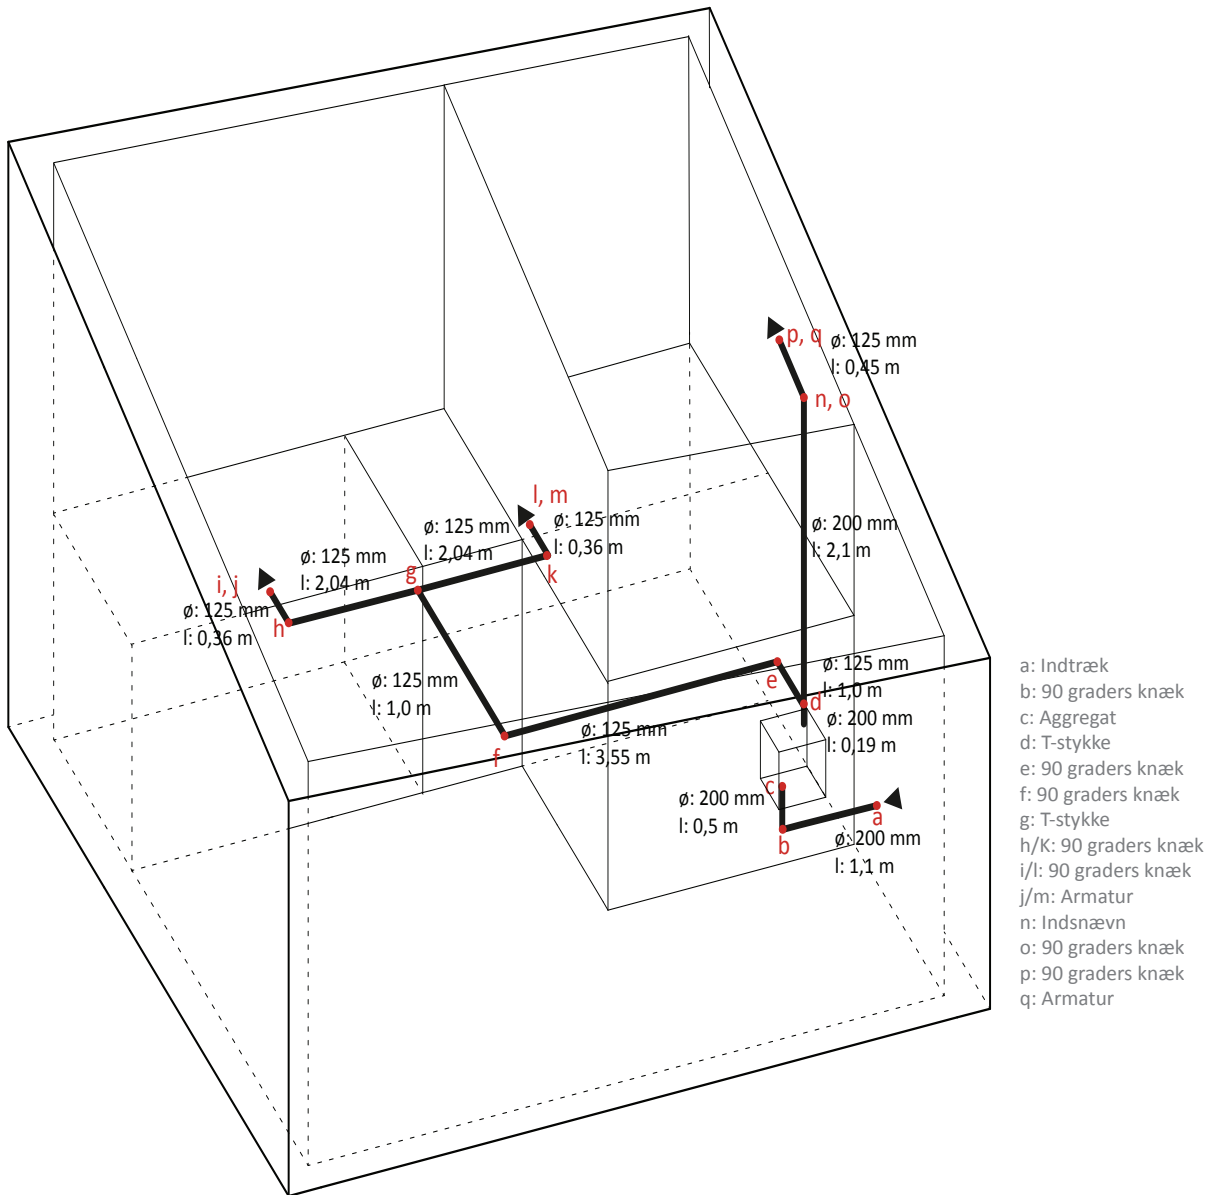 p, q
ø: 125 mm
l: 0,45 m
n, o
l, m
ø: 125 mm
l: 2,04 m
ø: 125 mm
l: 0,36 m
ø: 200 mm
l: 2,1 m
ø: 125 mm
l: 2,04 m
g
k
i, j
ø: 125 mm
l: 0,36 m
h
ø: 125 mm
l: 1,0 m
e
ø: 125 mm
l: 1,0 m
d
ø: 200 mm
l: 0,19 m
f
ø: 125 mm
l: 3,55 m
c
ø: 200 mm
l: 0,5 m
a
b
ø: 200 mm
l: 1,1 m
a: Indtræk
b: 90 graders knæk
c: Aggregat
d: T-stykke
e: 90 graders knæk
f: 90 graders knæk
g: T-stykke
h/K: 90 graders knæk
i/l: 90 graders knæk
j/m: Armatur
n: Indsnævn
o: 90 graders knæk
p: 90 graders knæk
q: Armatur